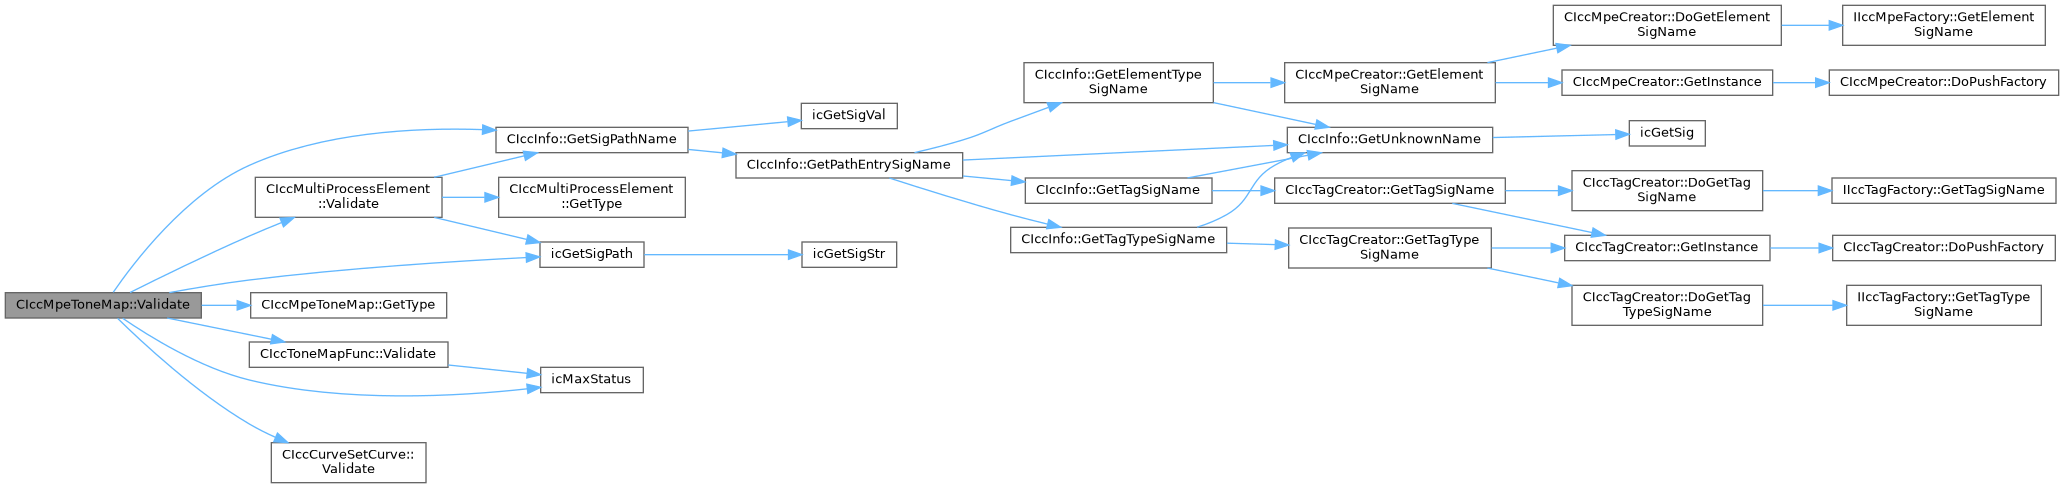 CIccMpeToneMap::Validate
CIccInfo::GetSigPathName
icGetSigVal
CIccInfo::GetPathEntrySigName
CIccInfo::GetElementType
SigName
CIccMpeCreator::GetElement
SigName
CIccMpeCreator::DoGetElement
SigName
IIccMpeFactory::GetElement
SigName
CIccMpeCreator::GetInstance
CIccMpeCreator::DoPushFactory
CIccInfo::GetUnknownName
icGetSig
CIccInfo::GetTagSigName
CIccTagCreator::GetTagSigName
CIccTagCreator::DoGetTag
SigName
IIccTagFactory::GetTagSigName
CIccTagCreator::GetInstance
CIccTagCreator::DoPushFactory
CIccInfo::GetTagTypeSigName
CIccTagCreator::GetTagType
SigName
CIccTagCreator::DoGetTag
TypeSigName
IIccTagFactory::GetTagType
SigName
CIccMultiProcessElement
::Validate
CIccMultiProcessElement
::GetType
icGetSigPath
icGetSigStr
CIccMpeToneMap::GetType
CIccToneMapFunc::Validate
icMaxStatus
CIccCurveSetCurve::
Validate